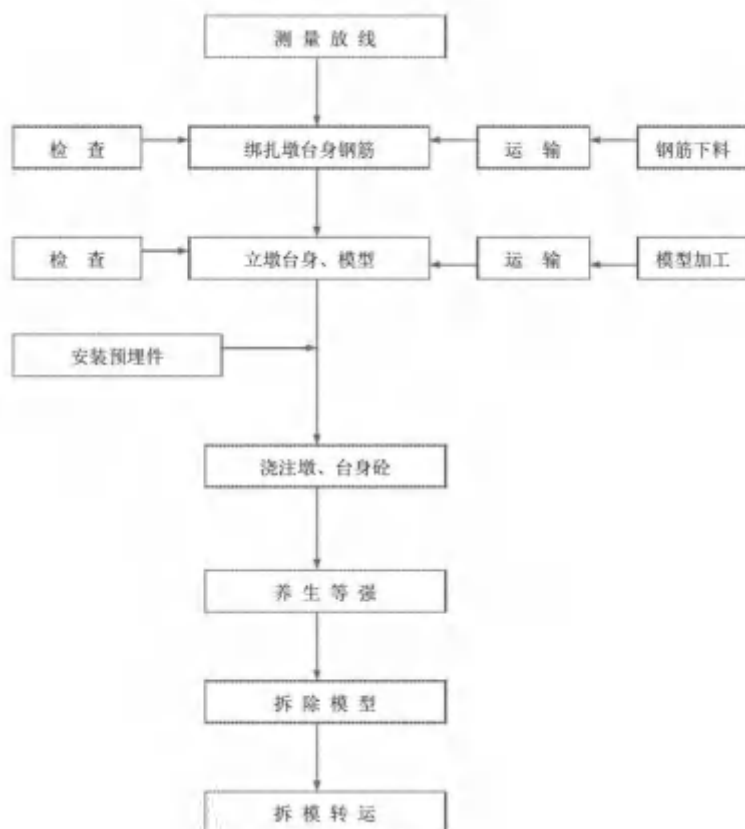 测量放线
检查 绑扎墩台身钢筋 运输 钢筋下料
检查 立墩台身、模型 运输 模型加工
安装预埋件
浇注墩、台身砼
养生等强
拆除模型
拆模转运